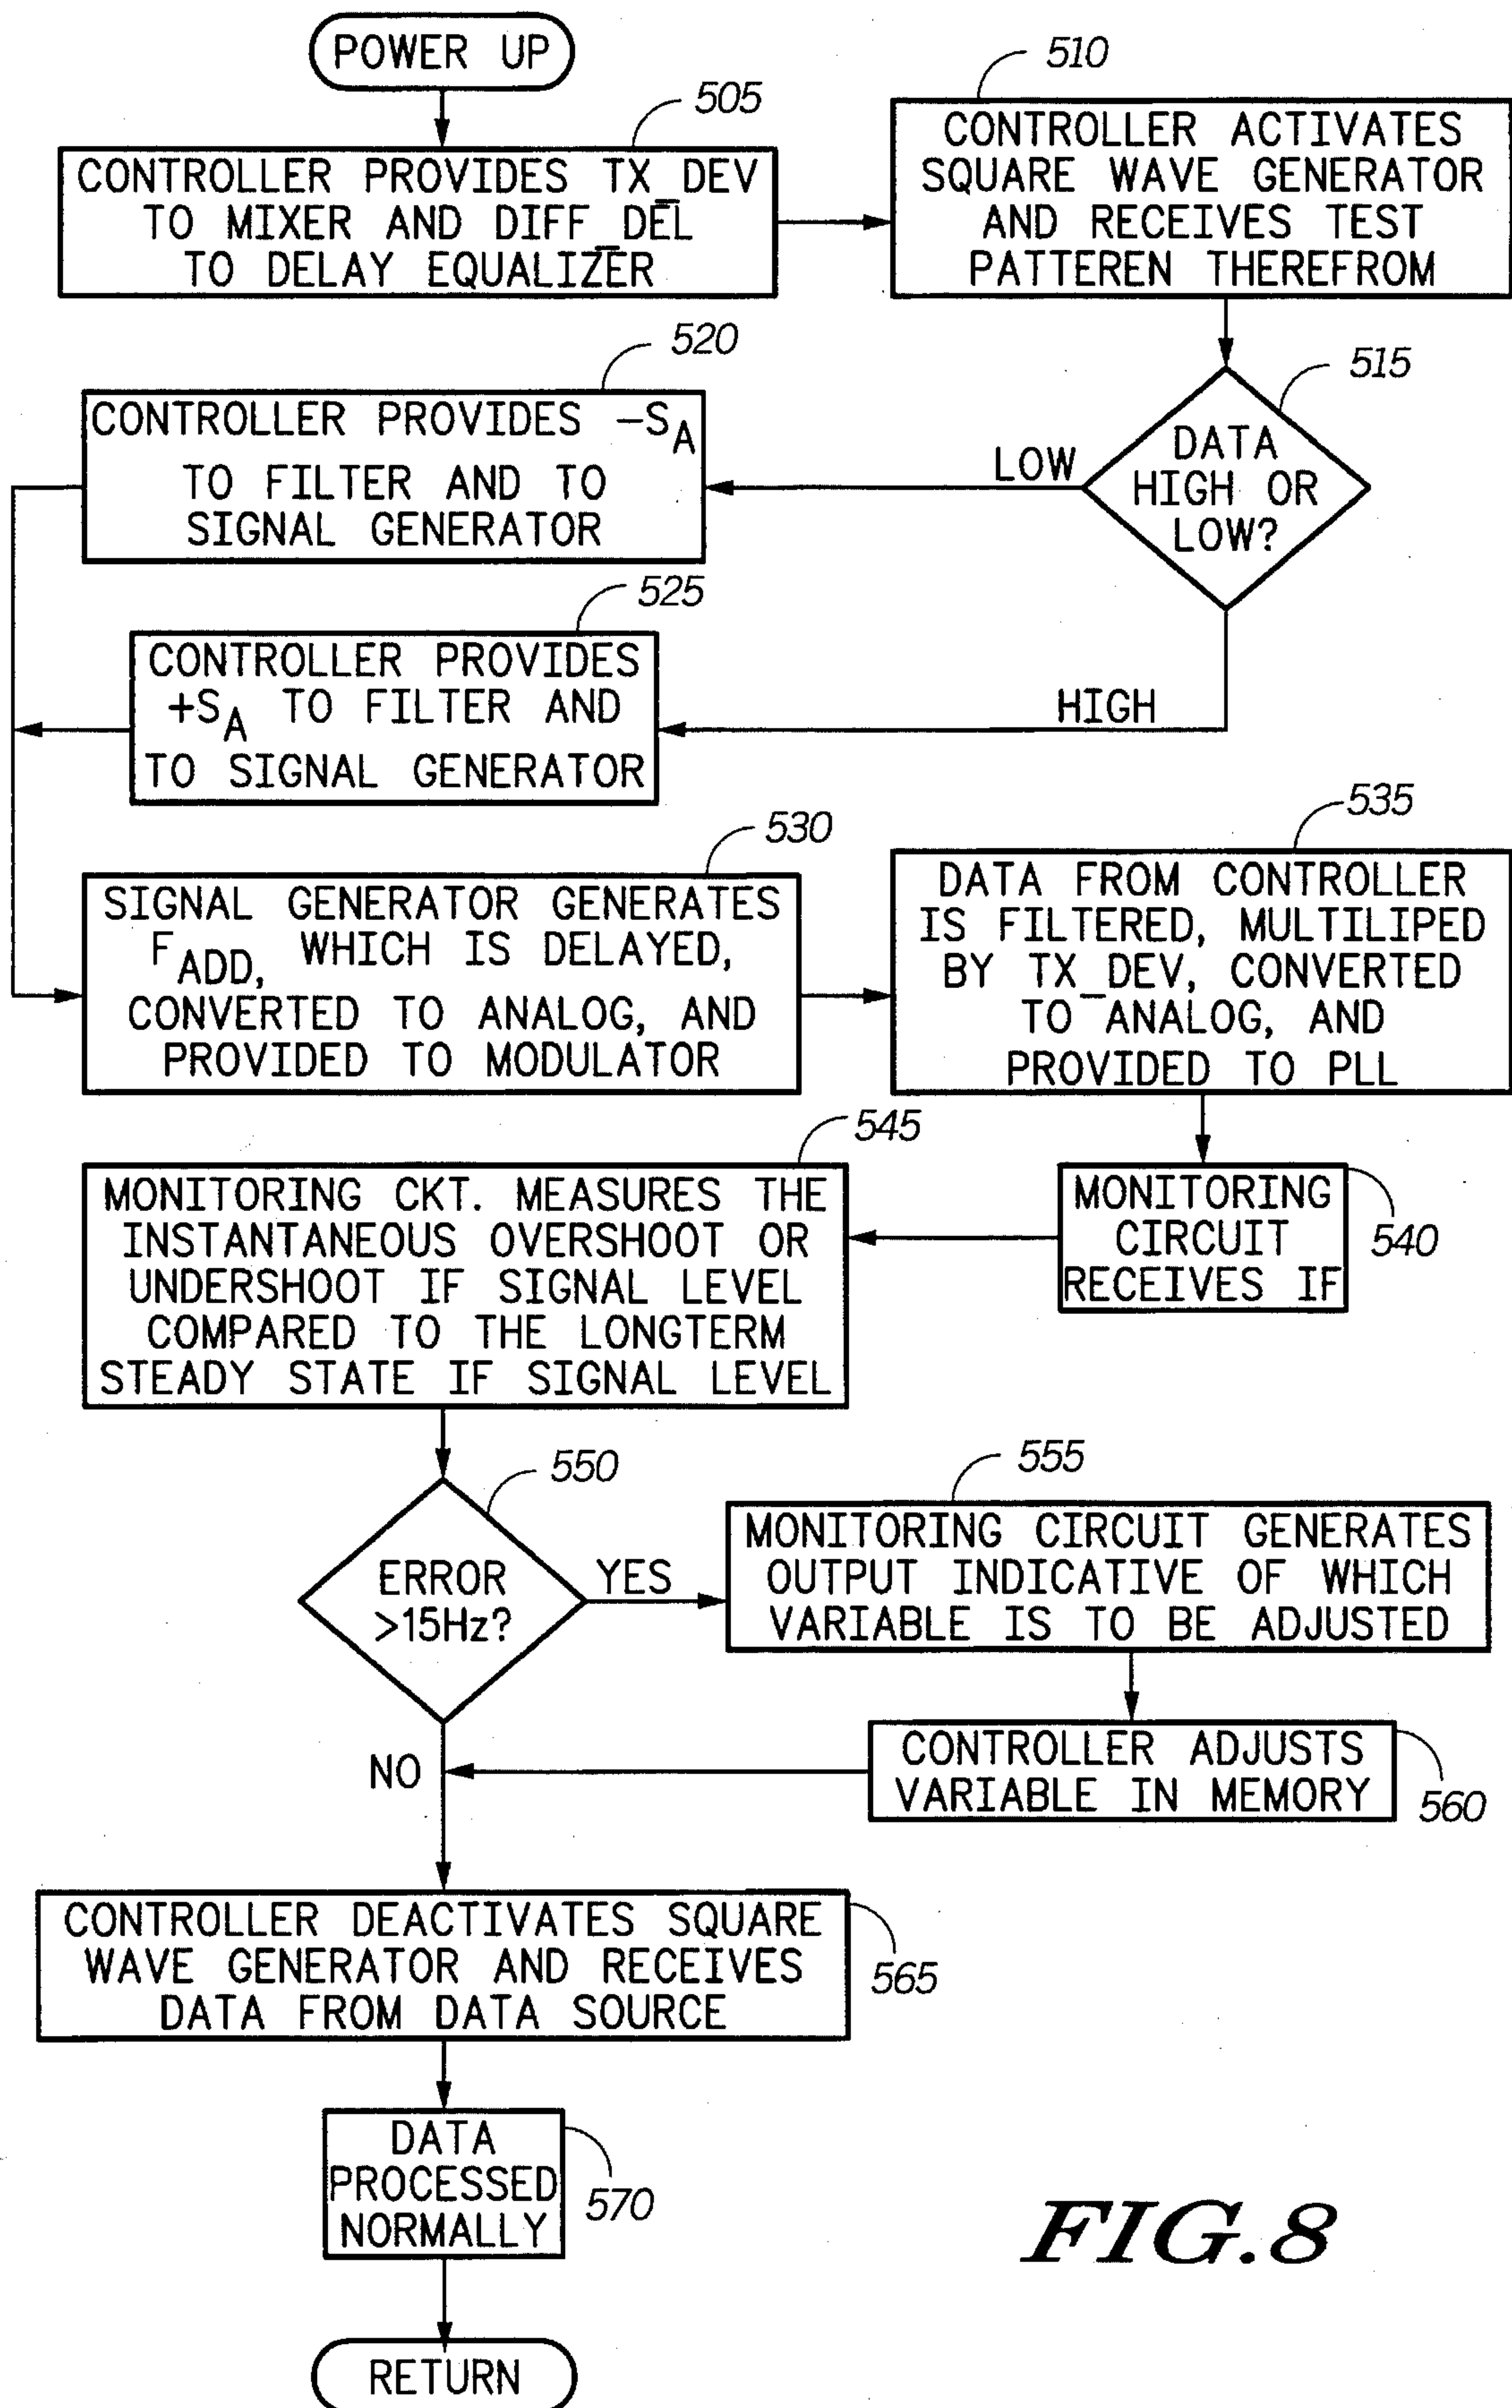 POWER UP
505
CONTROLLER PROVIDES TX_DEV
TO MIXER AND DIFF_DEL
TO DELAY EQUALIZER
510
CONTROLLER ACTIVATES
SQUARE WAVE GENERATOR
AND RECEIVES TEST
PATTEREN THEREFROM
515
DATA
HIGH OR
LOW?
LOW
520
CONTROLLER PROVIDES –SA
TO FILTER AND TO
SIGNAL GENERATOR
HIGH
525
CONTROLLER PROVIDES
+SA TO FILTER AND
TO SIGNAL GENERATOR
530
SIGNAL GENERATOR GENERATES
FADD, WHICH IS DELAYED,
CONVERTED TO ANALOG, AND
PROVIDED TO MODULATOR
535
DATA FROM CONTROLLER
IS FILTERED, MULTILIPED
BY TX_DEV, CONVERTED
TO ANALOG, AND
PROVIDED TO PLL
540
MONITORING
CIRCUIT
RECEIVES IF
545
MONITORING CKT. MEASURES THE
INSTANTANEOUS OVERSHOOT OR
UNDERSHOOT IF SIGNAL LEVEL
COMPARED TO THE LONGTERM
STEADY STATE IF SIGNAL LEVEL
550
ERROR
>15Hz?
YES
555
MONITORING CIRCUIT GENERATES
OUTPUT INDICATIVE OF WHICH
VARIABLE IS TO BE ADJUSTED
NO
CONTROLLER ADJUSTS
VARIABLE IN MEMORY
560
CONTROLLER DEACTIVATES SQUARE
WAVE GENERATOR AND RECEIVES
DATA FROM DATA SOURCE
565
DATA
PROCESSED
NORMALLY
570
FIG.8
RETURN